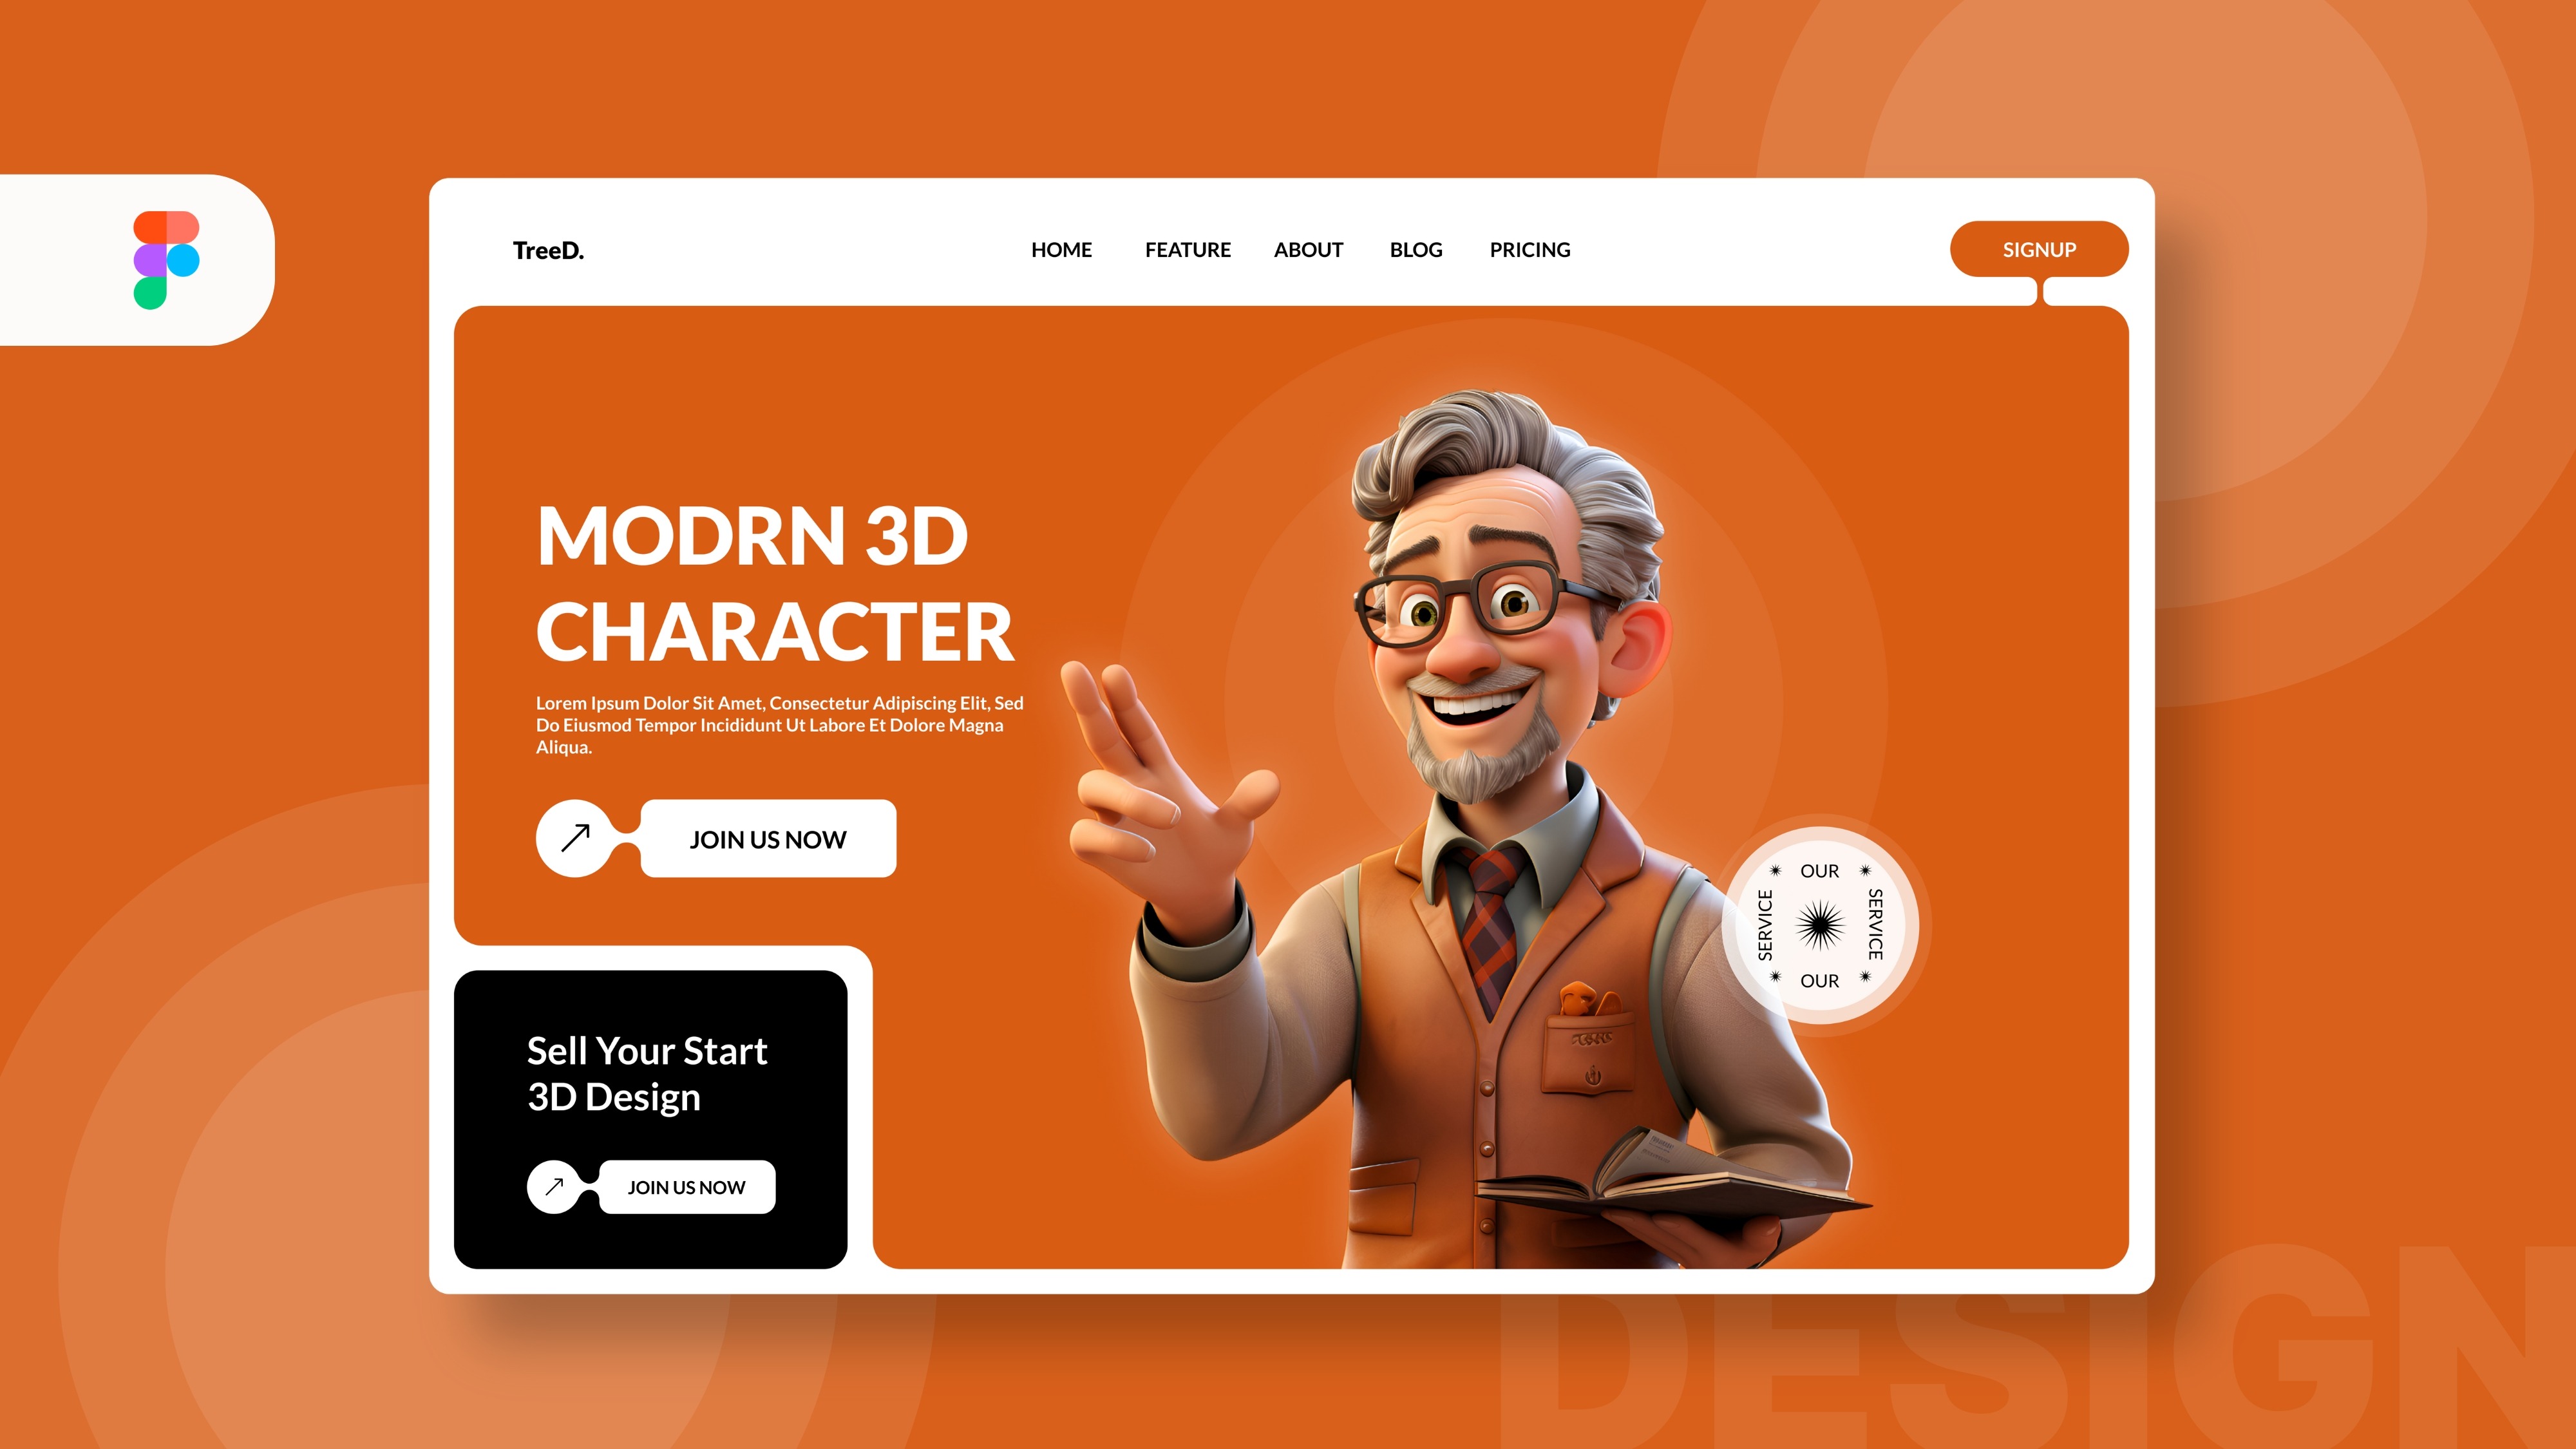 TreeD.
HOME FEATURE ABOUT BLOG PRICING
SIGNUP
MODRN 3D
CHARACTER
Lorem Ipsum Dolor Sit Amet, Consectetur Adipiscing Elit, Sed
Do Eiusmod Tempor Incididunt Ut Labore Et Dolore Magna
Aliqua.
JOIN US NOW
OUR
SERVICE
SERVICE
OUR
Sell Your Start
3D Design
JOIN US NOW
DESIGN